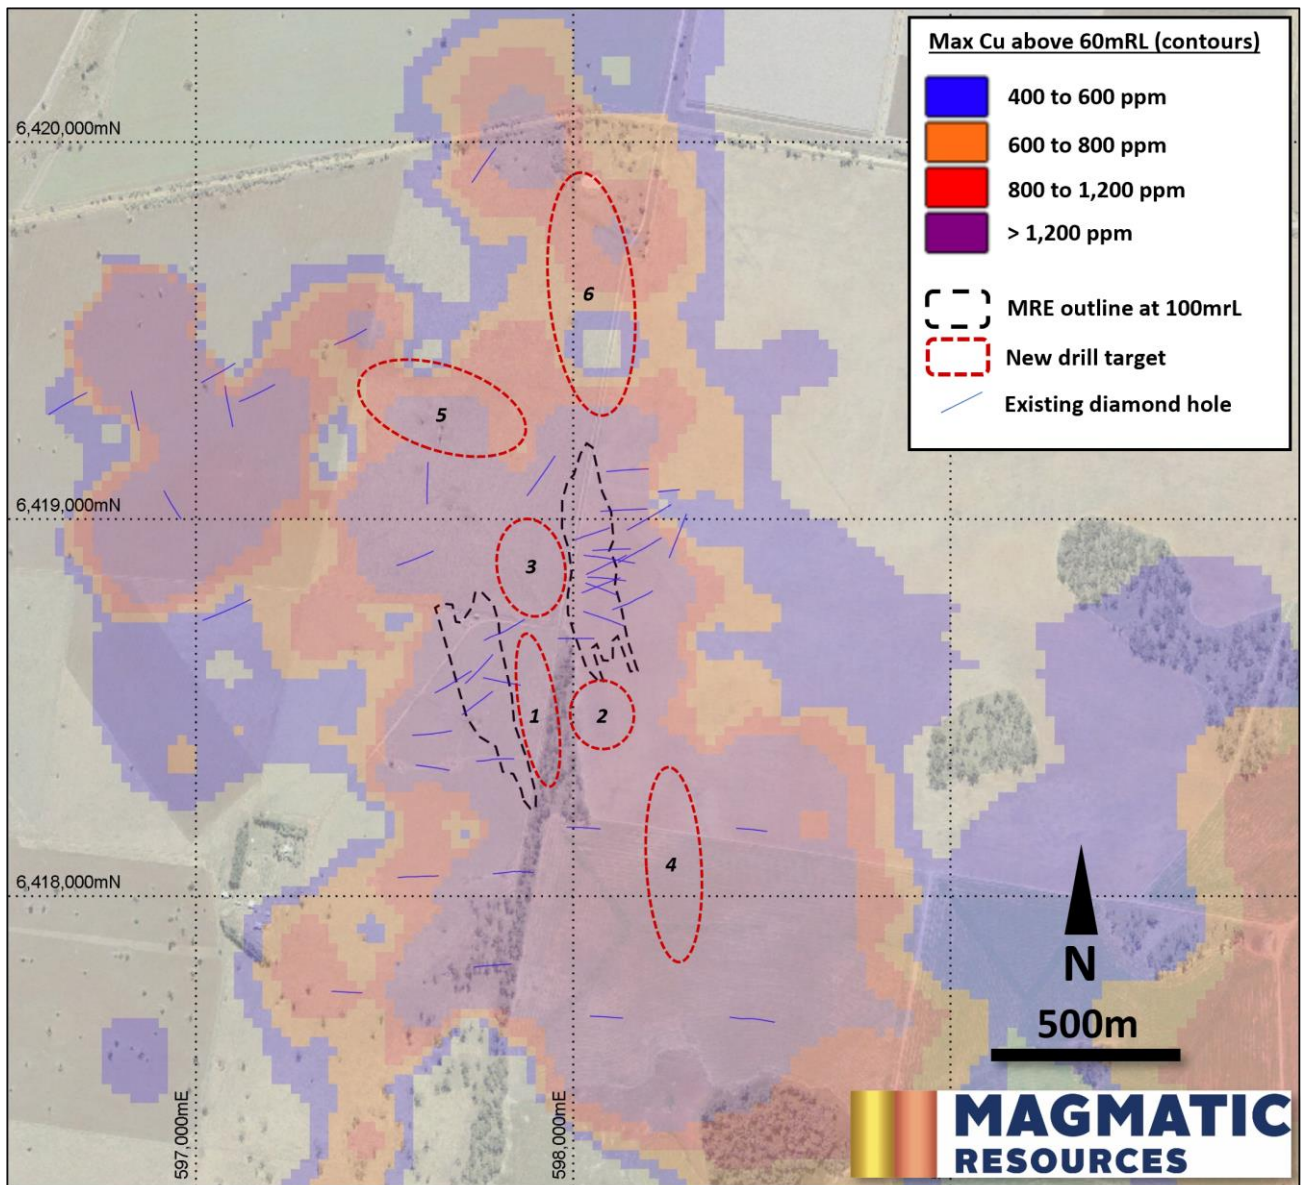 Max Cu above 60mRL (contours)
400 to 600 ppm
600 to 800 ppm
800 to 1,200 ppm
> 1,200 ppm
MRE outline at 100mrL
New drill target
Existing diamond hole
6,420,000mN
6
5
6,419,000mN
3
1
2
4
6,418,000mN
N
500m
597,000mE
598,000mE
MAGMATIC
RESOURCES